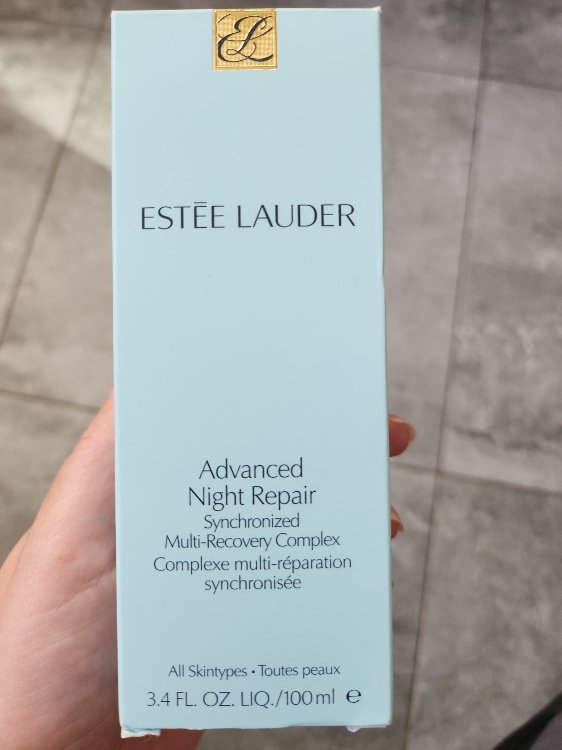 EL
ESTĒE LAUDER
Advanced
Night Repair
Synchronized
Multi-Recovery Complex
Complexe multi-réparation
synchronisée
All Skintypes • Toutes peaux
3.4 FL. OZ. LIQ./100 ml ℮